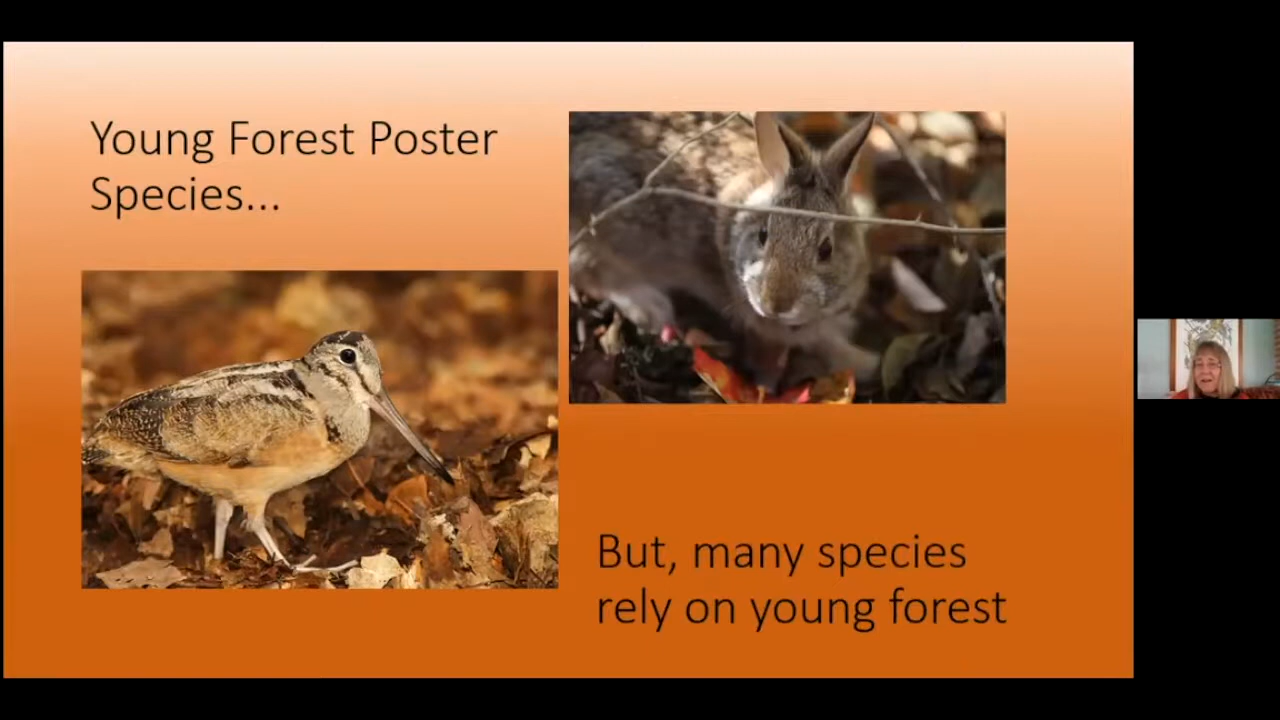 Young Forest Poster
Species...
But, many species
rely on young forest